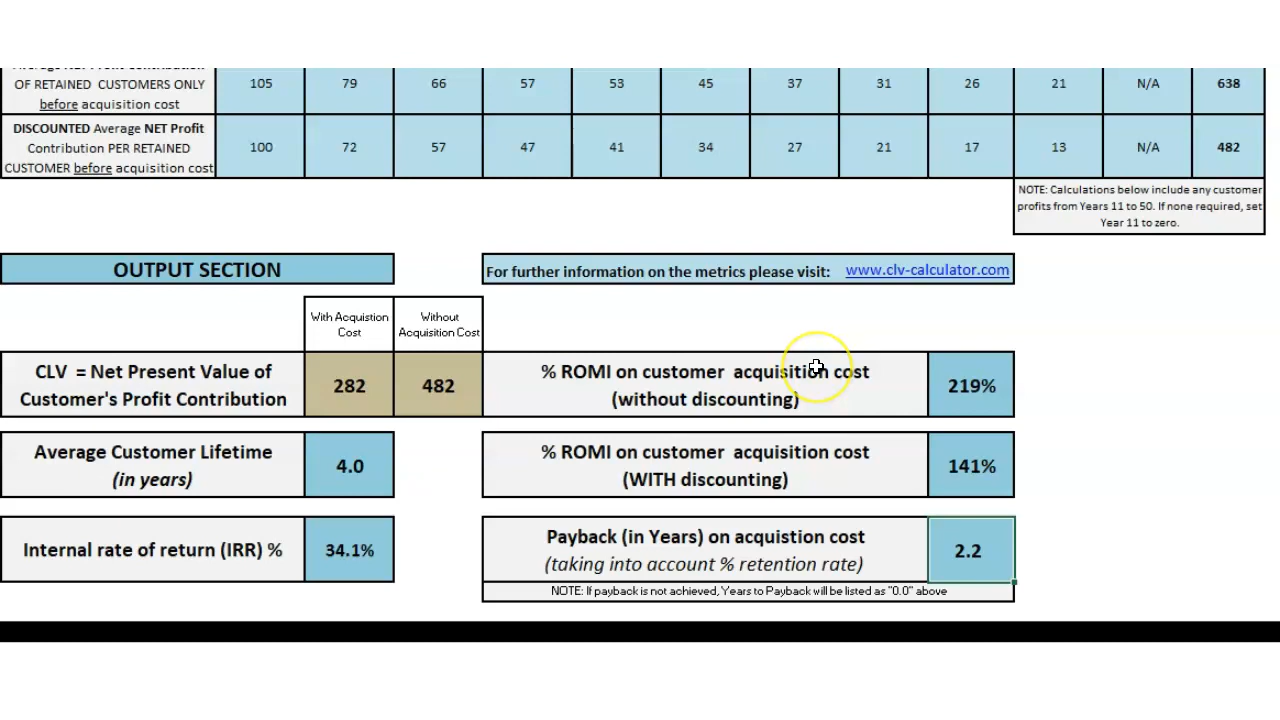 OF RETAINED CUSTOMERS ONLY 105 79 66 57 53 45 37 31 26 21 N/A 638
before acquisition cost
DISCOUNTED Average NET Profit
Contribution PER RETAINED 100 72 57 47 41 34 27 21 17 13 N/A 482
CUSTOMER before acquisition cost
NOTE: Calculations below include any customer
profits from Years 11 to 50. If none required, set
Year 11 to zero.
OUTPUT SECTION
For further information on the metrics please visit: www.clv-calculator.com
With Acquistion
Cost
Without
Acquisition Cost
CLV = Net Present Value of
Customer's Profit Contribution
282
482
% ROMI on customer acquisition cost
(without discounting)
219%
Average Customer Lifetime
(in years)
4.0
% ROMI on customer acquisition cost
(WITH discounting)
141%
Internal rate of return (IRR) %
34.1%
Payback (in Years) on acquistion cost
(taking into account % retention rate)
2.2
NOTE: If payback is not achieved, Years to Payback will be listed as "0.0" above